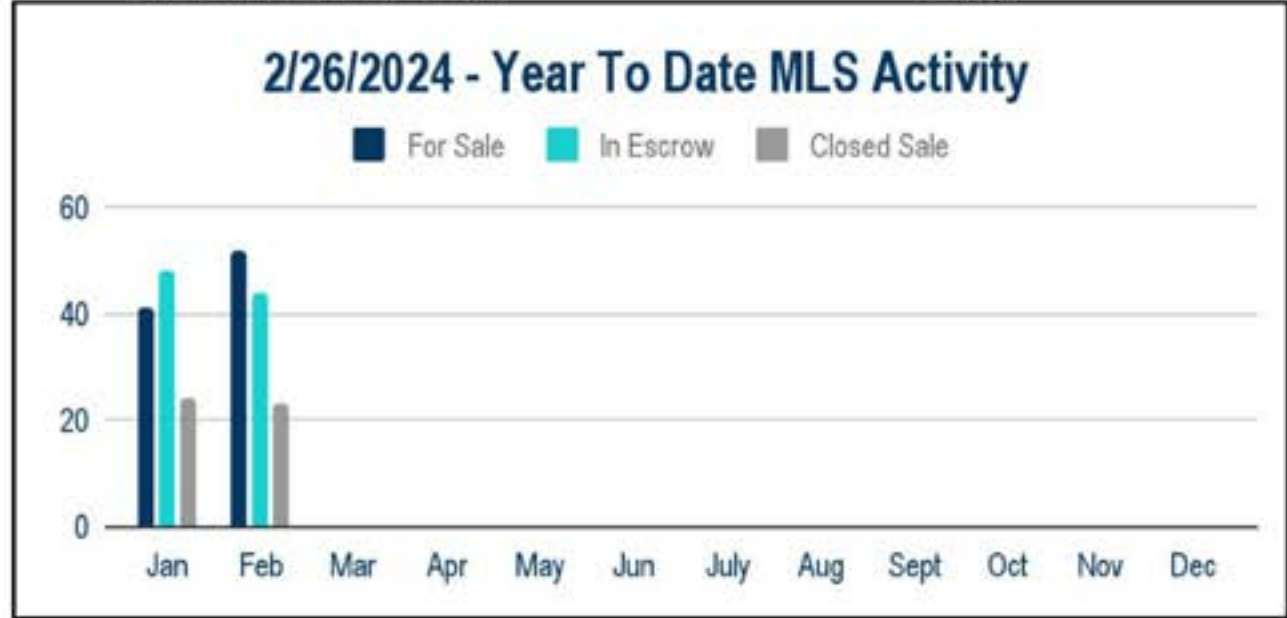 2/26/2024 - Year To Date MLS Activity
For Sale In Escrow Closed Sale
60
40
20
0
Jan Feb Mar Apr May Jun July Aug Sept Oct Nov Dec